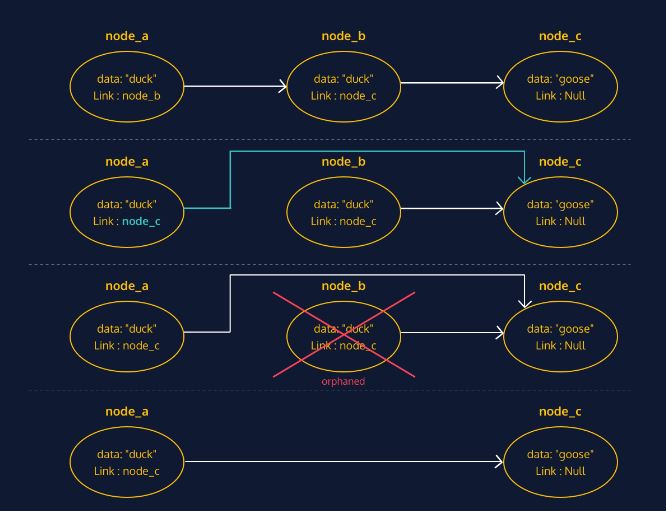 node_a node_b node_c
data: "duck" data: "duck" data: "goose"
Link : node_b Link : node_c Link : Null
node_a node_b node_c
data: "duck" data: "duck" data: "goose"
Link : node_c Link : node_c Link : Null
node_a node_b node_c
data: "duck" data: "duck" data: "goose"
Link : node_c Link : node_c Link : Null
orphaned
node_a node_c
data: "duck" data: "goose"
Link : node_c Link : Null